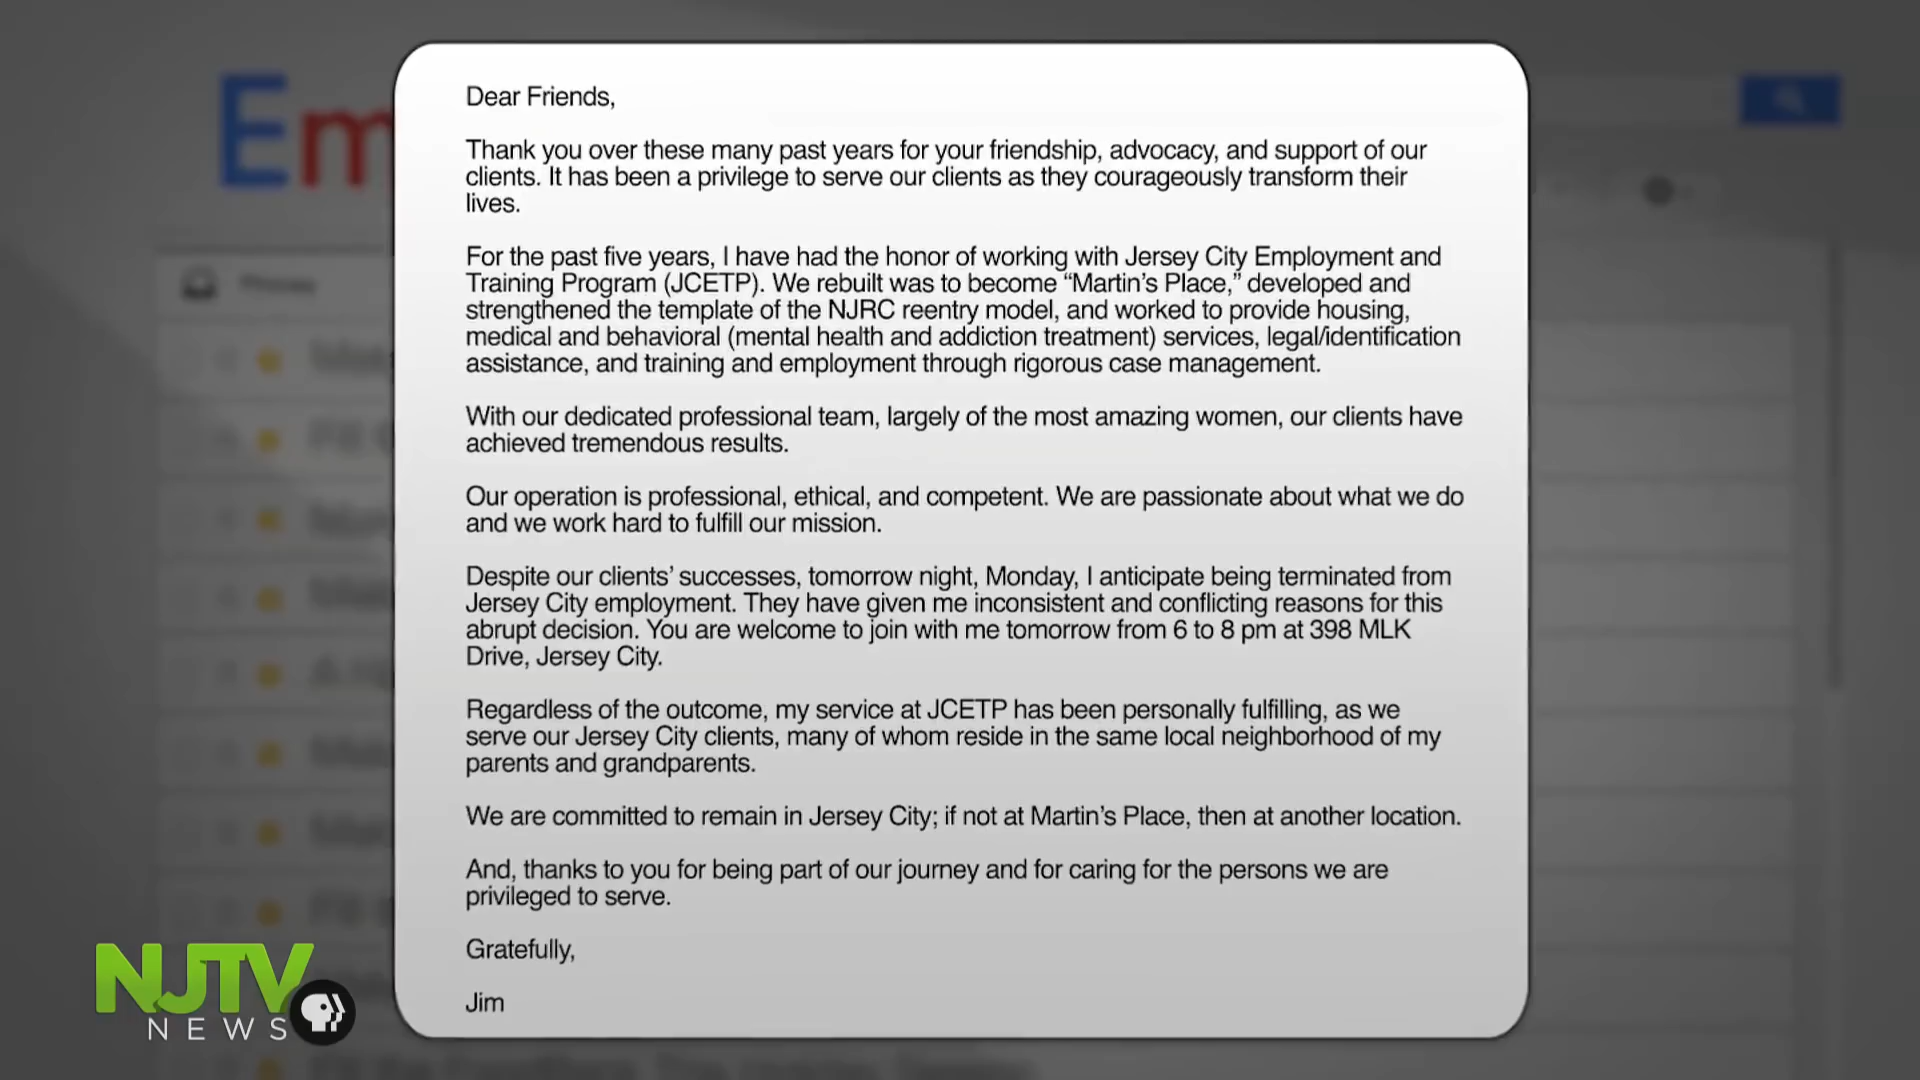 Em
Dear Friends,
Thank you over these many past years for your friendship, advocacy, and support of our
clients. It has been a privilege to serve our clients as they courageously transform their
lives.
For the past five years, I have had the honor of working with Jersey City Employment and
Training Program (JCETP). We rebuilt was to become “Martin’s Place,” developed and
strengthened the template of the NJRC reentry model, and worked to provide housing,
medical and behavioral (mental health and addiction treatment) services, legal/identification
assistance, and training and employment through rigorous case management.
With our dedicated professional team, largely of the most amazing women, our clients have
achieved tremendous results.
Our operation is professional, ethical, and competent. We are passionate about what we do
and we work hard to fulfill our mission.
Despite our clients’ successes, tomorrow night, Monday, I anticipate being terminated from
Jersey City employment. They have given me inconsistent and conflicting reasons for this
abrupt decision. You are welcome to join with me tomorrow from 6 to 8 pm at 398 MLK
Drive, Jersey City.
Regardless of the outcome, my service at JCETP has been personally fulfilling, as we
serve our Jersey City clients, many of whom reside in the same local neighborhood of my
parents and grandparents.
We are committed to remain in Jersey City; if not at Martin’s Place, then at another location.
And, thanks to you for being part of our journey and for caring for the persons we are
privileged to serve.
Gratefully,
Jim
NJTV
NEWS